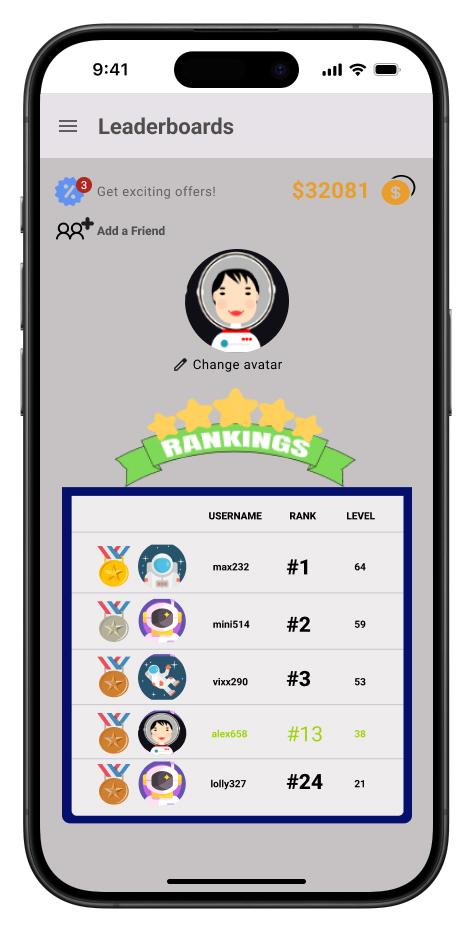 9:41
Leaderboards
3
Get exciting offers!
$32081
$
Add a Friend
Change avatar
RANKINGS
USERNAME RANK LEVEL
max232 #1 64
mini514 #2 59
vixx290 #3 53
alex658 #13 38
lolly327 #24 21